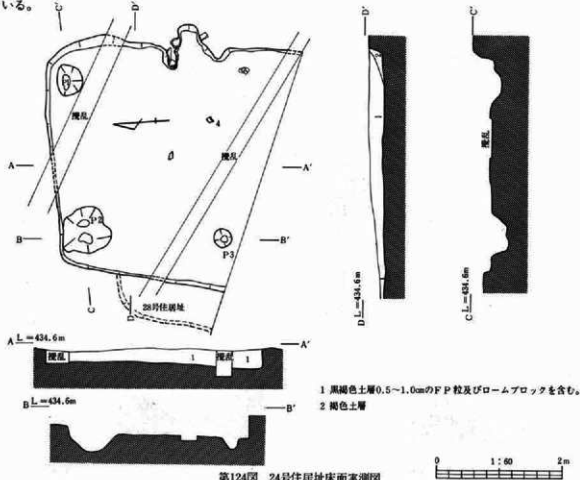 いる。
C'
D'
D'
C'
攪乱
4
攪乱
攪乱
1
A
A'
P2
B
B'
P3
C
D
28号住居址
D L=434.6m
C L=434.6m
A L=434.6m
A'
攪乱
1
攪乱
1
B L=434.6m
B'
1 黒褐色土層0.5~1.0cmのFP粒及びロームブロックを含む。
2 褐色土層
0 1:60 2m
第124図 24号住居址床面実測図